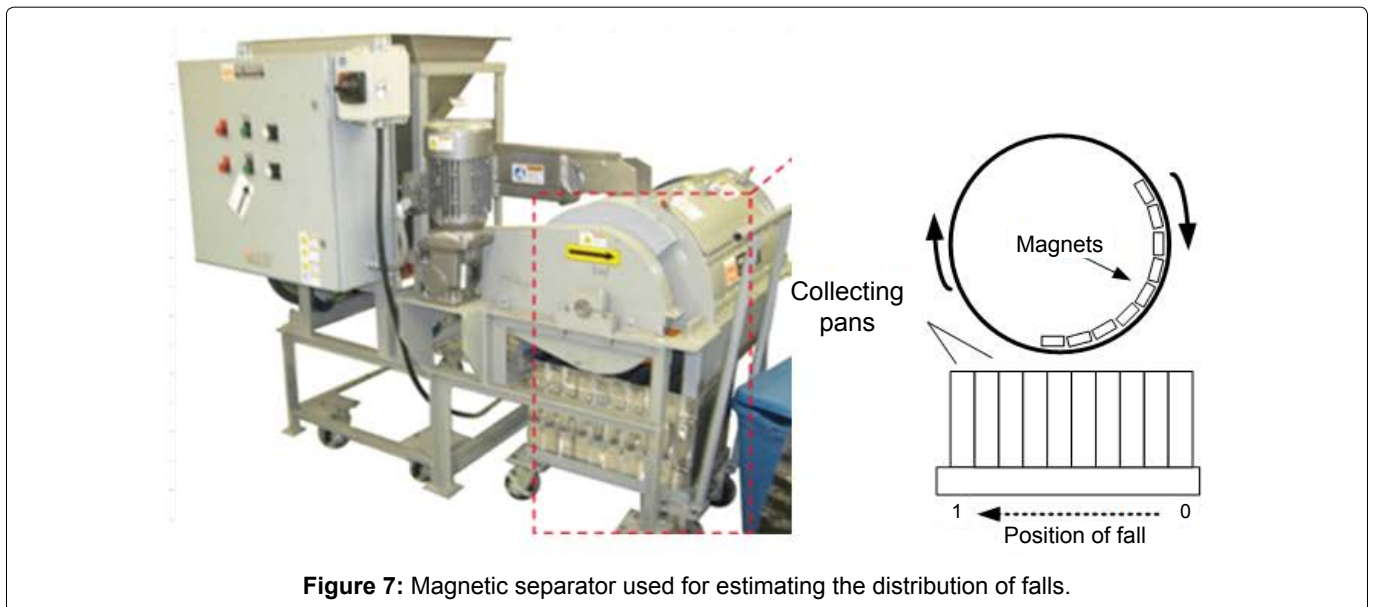 Magnets
Collecting
pans
1
0
Position of fall
Figure 7: Magnetic separator used for estimating the distribution of falls.